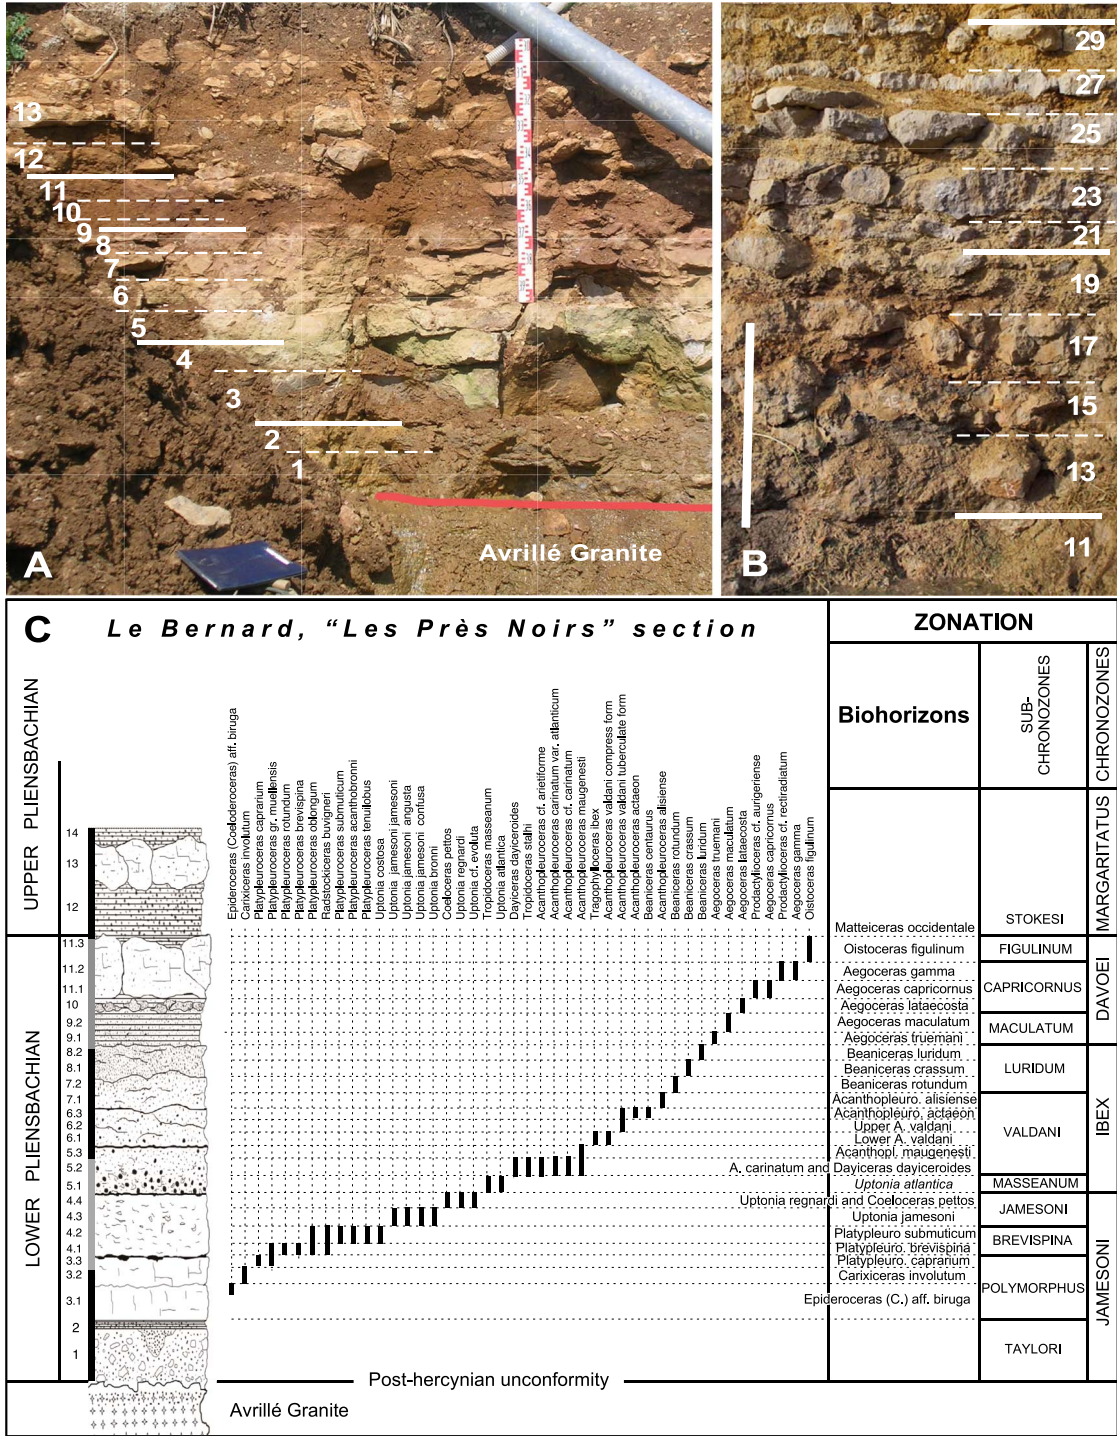 13
12
11
10
9
8
7
6
5
4
3
2
1
A
Avrillé Granite
29
27
25
23
21
19
17
15
13
11
B
C
Le Bernard, “Les Près Noirs” section
ZONATION
Biohorizons
SUB-
CHRONOZONES
CHRONOZONES
UPPER PLIENSBACHIAN
LOWER PLIENSBACHIAN
14
13
12
11.3
11.2
11.1
10
9.2
9.1
8.2
8.1
7.2
7.1
6.3
6.2
6.1
5.3
5.2
5.1
4.4
4.3
4.2
4.1
3.3
3.2
3.1
2
1
Epideroceras (Coeloderoceras) aff. biruga
Carixiceras involutum
Platypleuroceras caprarium
Platypleuroceras gr. muellensis
Platypleuroceras rotundum
Platypleuroceras brevispina
Platypleuroceras oblongum
Radstockiceras buvigneri
Platypleuroceras submuticum
Platypleuroceras acanthobronni
Platypleuroceras tenuilobus
Uptonia costosa
Uptonia jamesoni jamesoni
Uptonia jamesoni angusta
Uptonia jamesoni confusa
Uptonia bronni
Coeloceras pettos
Uptonia regnardi
Uptonia cf. evoluta
Tropidoceras masseanum
Uptonia atlantica
Dayiceras dayiceroides
Tropidoceras stalhi
Acanthopleuroceras cf. arietiforme
Acanthopleuroceras carinatum var. atlanticum
Acanthopleuroceras cf. carinatum
Acanthopleuroceras maugenesti
Tragophylloceras ibex
Acanthopleuroceras valdani compress form
Acanthopleuroceras valdani tuberculate form
Acanthopleuroceras actaeon
Beaniceras centaurus
Acanthopleuroceras alisiense
Beaniceras rotundum
Beaniceras crassum
Beaniceras luridum
Aegoceras truemani
Aegoceras maculatum
Aegoceras lataecosta
Prodactylioceras cf. aurigeriense
Aegoceras capricornus
Prodactylioceras cf. rectiradiatum
Aegoceras gamma
Oistoceras figulinum
Matteiceras occidentale
Oistoceras figulinum
Aegoceras gamma
Aegoceras capricornus
Aegoceras lataecosta
Aegoceras maculatum
Aegoceras truemani
Beaniceras luridum
Beaniceras crassum
Beaniceras rotundum
Acanthopleuro. alisiense
Acanthopleuro. actaeon
Upper A. valdani
Lower A. valdani
Acanthopl. maugenesti
A. carinatum and Dayiceras dayiceroides
Uptonia atlantica
Uptonia regnardi and Coeloceras pettos
Uptonia jamesoni
Platypleuro submuticum
Platypleuro. brevispina
Platypleuro. caprarium
Carixiceras involutum
Epideroceras (C.) aff. biruga
STOKESI
FIGULINUM
CAPRICORNUS
MACULATUM
LURIDUM
VALDANI
MASSEANUM
JAMESONI
BREVISPINA
POLYMORPHUS
TAYLORI
MARGARITATUS
DAVOEI
IBEX
JAMESONI
Post-hercynian unconformity
Avrillé Granite